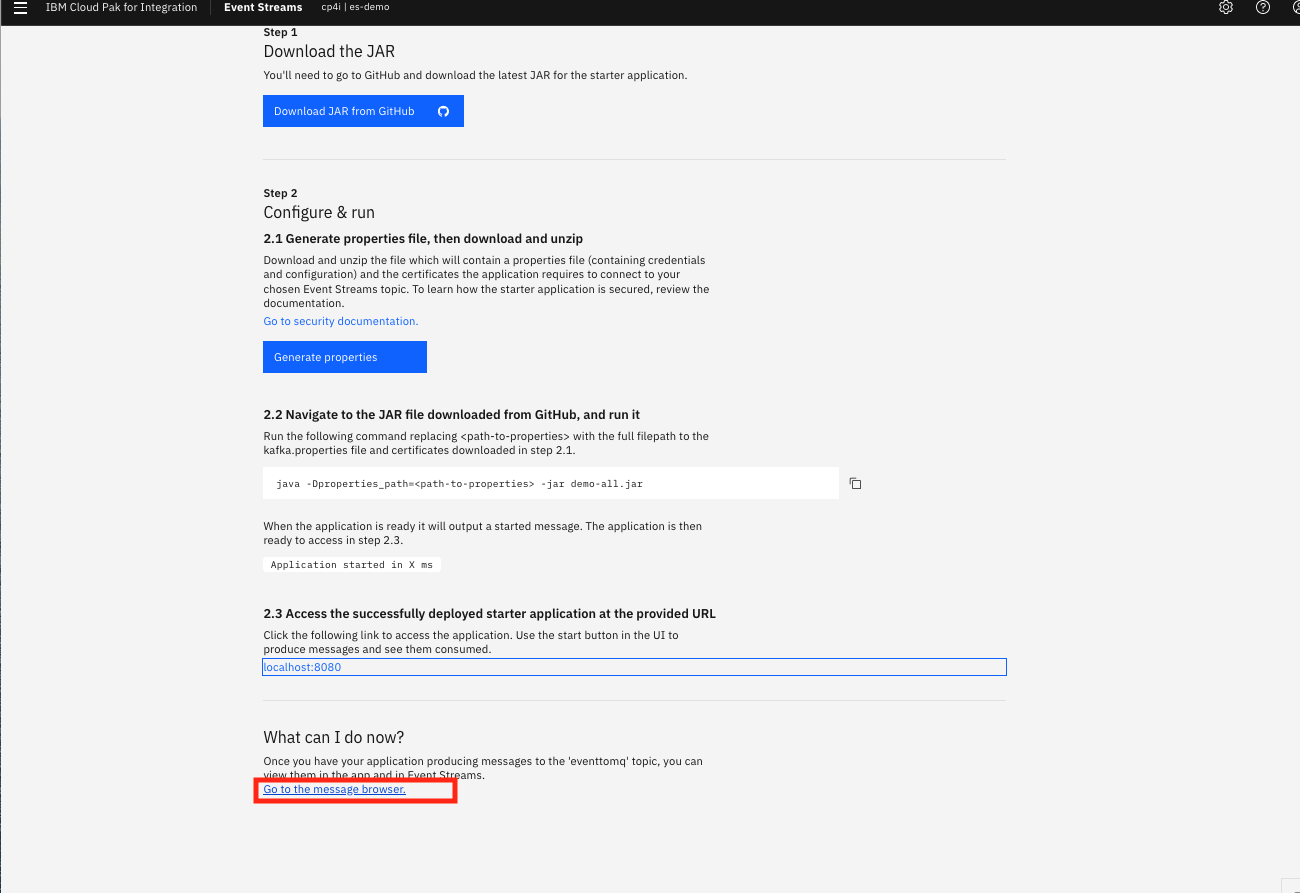 IBM Cloud Pak for Integration Event Streams cp4i | es-demo
Step 1
Download the JAR
You'll need to go to GitHub and download the latest JAR for the starter application.
Download JAR from GitHub
Step 2
Configure & run
2.1 Generate properties file, then download and unzip
Download and unzip the file which will contain a properties file (containing credentials
and configuration) and the certificates the application requires to connect to your
chosen Event Streams topic. To learn how the starter application is secured, review the
documentation.
Go to security documentation.
Generate properties
2.2 Navigate to the JAR file downloaded from GitHub, and run it
Run the following command replacing <path-to-properties> with the full filepath to the
kafka.properties file and certificates downloaded in step 2.1.
java -Dproperties_path=<path-to-properties> -jar demo-all.jar
When the application is ready it will output a started message. The application is then
ready to access in step 2.3.
Application started in X ms
2.3 Access the successfully deployed starter application at the provided URL
Click the following link to access the application. Use the start button in the UI to
produce messages and see them consumed.
localhost:8080
What can I do now?
Once you have your application producing messages to the 'eventtomq' topic, you can
view them in the app and in Event Streams.
Go to the message browser.